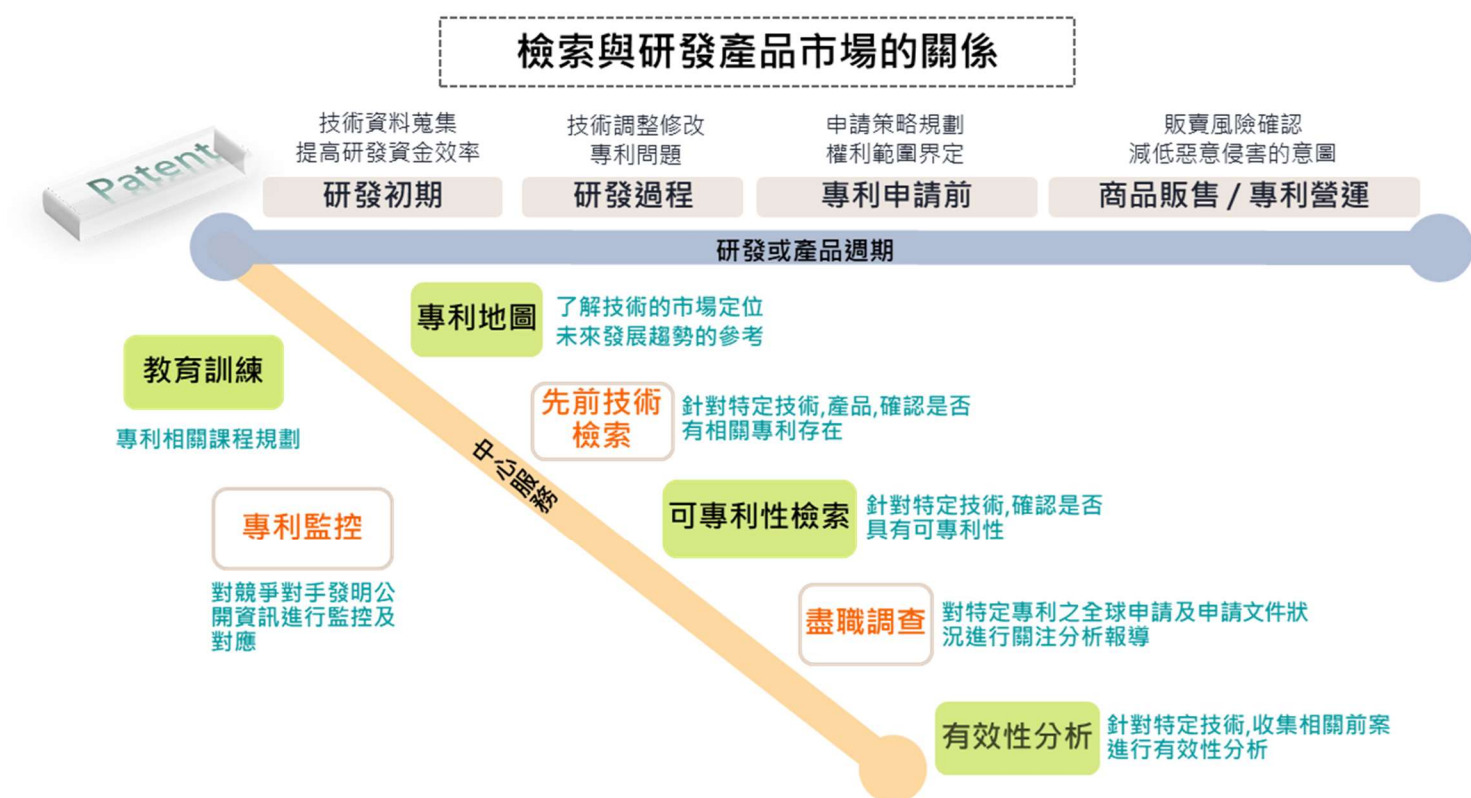 檢索與研發產品市場的關係
Patent
技術資料蒐集
提高研發資金效率
研發初期
技術調整修改
專利問題
研發過程
申請策略規劃
權利範圍界定
專利申請前
販賣風險確認
減低惡意侵害的意圖
商品販售 / 專利營運
研發或產品週期
專利地圖
了解技術的市場定位
未來發展趨勢的參考
教育訓練
專利相關課程規劃
先前技術
檢索
針對特定技術,產品,確認是否
有相關專利存在
中心服務
專利監控
對競爭對手發明公
開資訊進行監控及
對應
可專利性檢索
針對特定技術,確認是否
具有可專利性
盡職調查
對特定專利之全球申請及申請文件狀
況進行關注分析報導
有效性分析
針對特定技術,收集相關前案
進行有效性分析